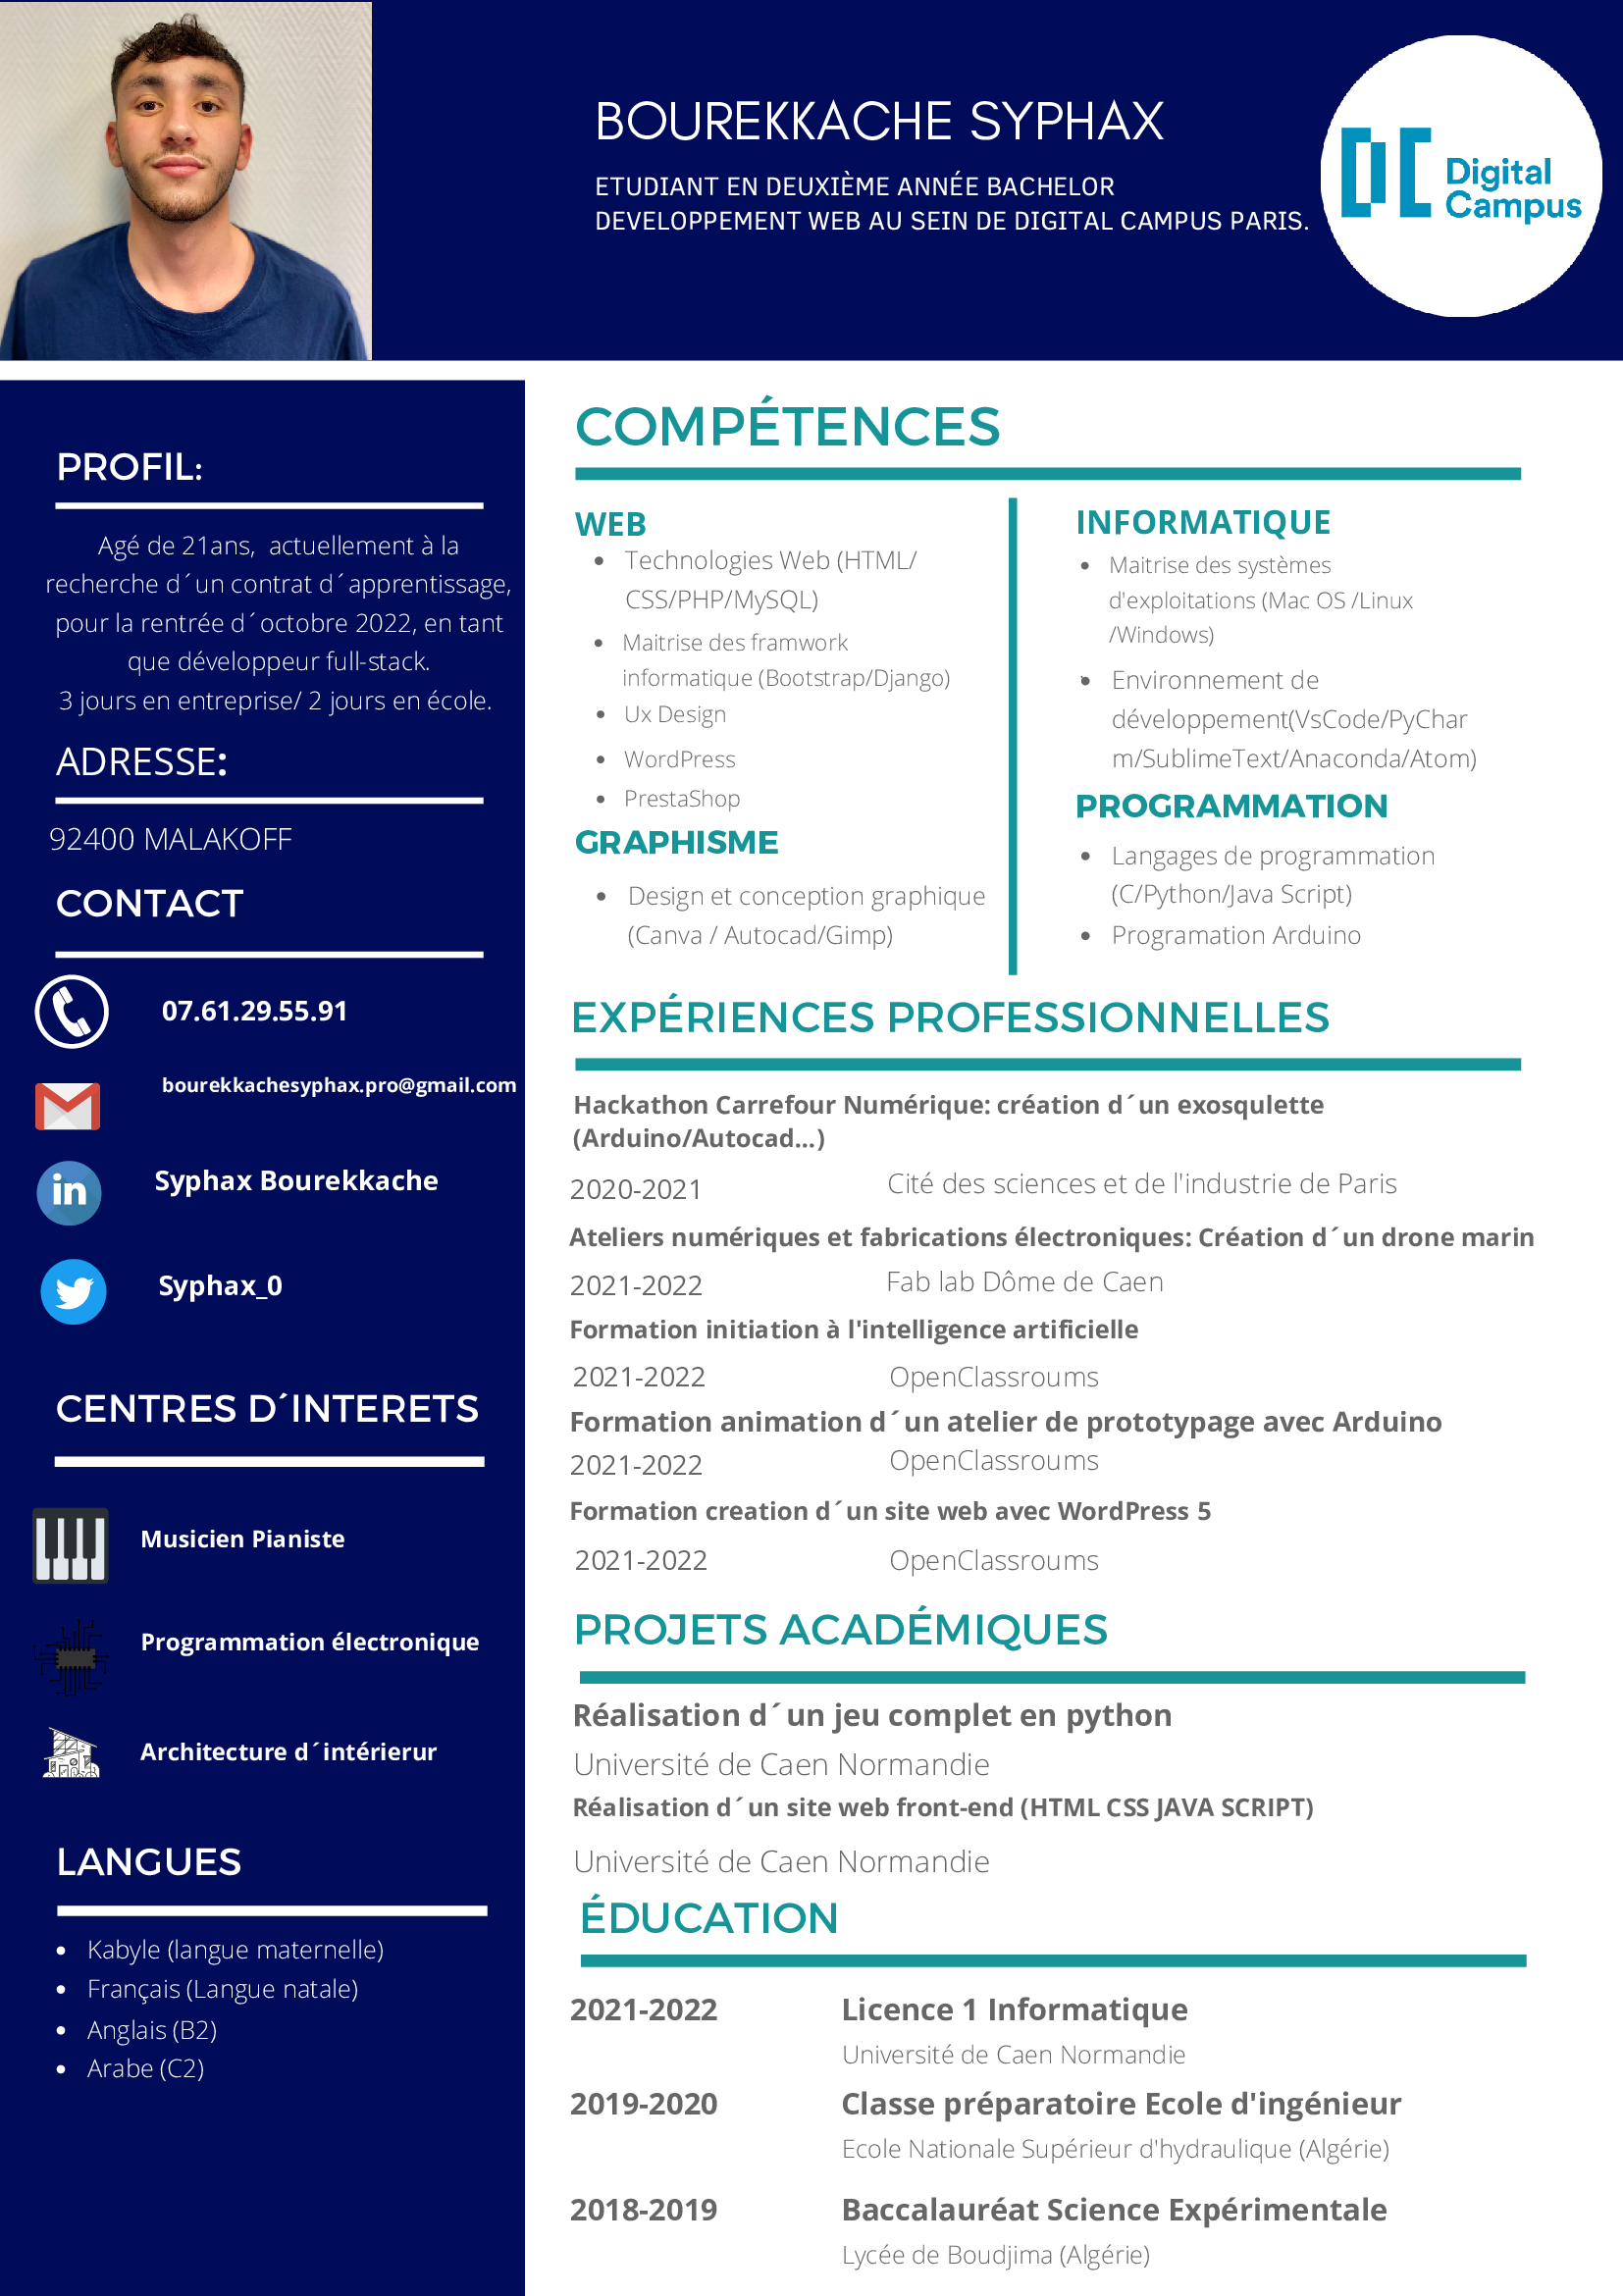 BOUREKKACHE SYPHAX
ETUDIANT EN DEUXIÈME ANNÉE BACHELOR
DEVELOPPEMENT WEB AU SEIN DE DIGITAL CAMPUS PARIS.
Digital
Campus
PROFIL:
Agé de 21ans,  actuellement à la
recherche d´un contrat d´apprentissage,
pour la rentrée d´octobre 2022, en tant
que développeur full-stack.
3 jours en entreprise/ 2 jours en école.
ADRESSE:
92400 MALAKOFF
CONTACT
07.61.29.55.91
bourekkachesyphax.pro@gmail.com
in
Syphax Bourekkache
Syphax_0
CENTRES D´INTERETS
Musicien Pianiste
Programmation électronique
Architecture d´intérierur
LANGUES
• Kabyle (langue maternelle)
• Français (Langue natale)
• Anglais (B2)
• Arabe (C2)
COMPÉTENCES
WEB
• Technologies Web (HTML/
CSS/PHP/MySQL)
• Maitrise des framwork
informatique (Bootstrap/Django)
• Ux Design
• WordPress
• PrestaShop
GRAPHISME
• Design et conception graphique
(Canva / Autocad/Gimp)
INFORMATIQUE
• Maitrise des systèmes
d'exploitations (Mac OS /Linux
/Windows)
• Environnement de
développement(VsCode/PyChar
m/SublimeText/Anaconda/Atom)
PROGRAMMATION
• Langages de programmation
(C/Python/Java Script)
• Programation Arduino
EXPÉRIENCES PROFESSIONNELLES
Hackathon Carrefour Numérique: création d´un exosqulette
(Arduino/Autocad...)
2020-2021 Cité des sciences et de l'industrie de Paris
Ateliers numériques et fabrications électroniques: Création d´un drone marin
2021-2022 Fab lab Dôme de Caen
Formation initiation à l'intelligence artificielle
2021-2022 OpenClassroums
Formation animation d´un atelier de prototypage avec Arduino
2021-2022 OpenClassroums
Formation creation d´un site web avec WordPress 5
2021-2022 OpenClassroums
PROJETS ACADÉMIQUES
Réalisation d´un jeu complet en python
Université de Caen Normandie
Réalisation d´un site web front-end (HTML CSS JAVA SCRIPT)
Université de Caen Normandie
ÉDUCATION
2021-2022 Licence 1 Informatique
Université de Caen Normandie
2019-2020 Classe préparatoire Ecole d'ingénieur
Ecole Nationale Supérieur d'hydraulique (Algérie)
2018-2019 Baccalauréat Science Expérimentale
Lycée de Boudjima (Algérie)